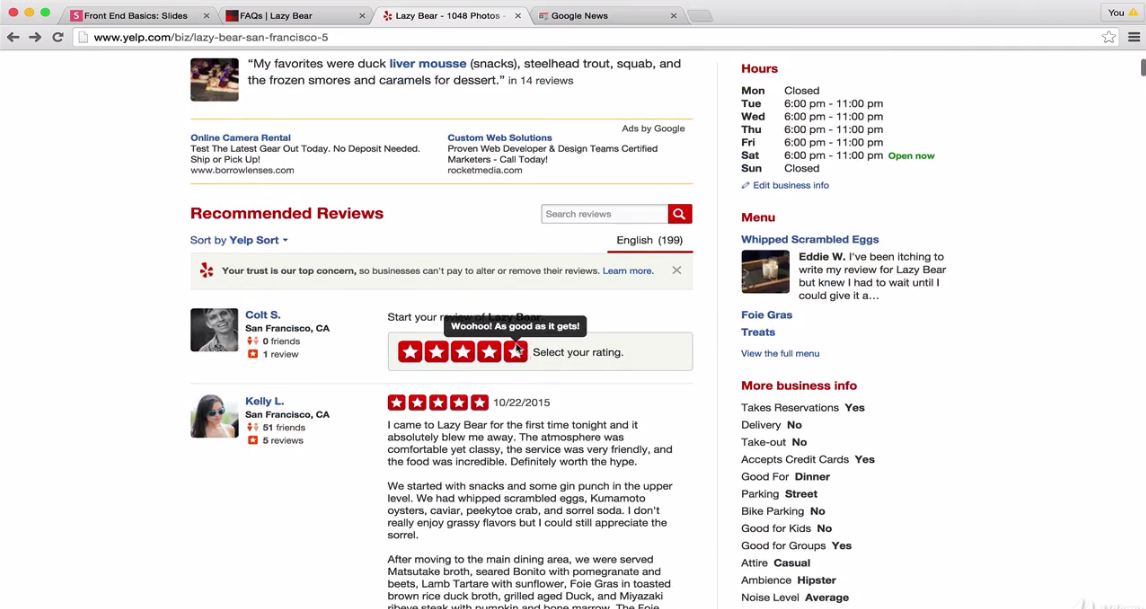 Front End Basics: Slides
FAQs | Lazy Bear
Lazy Bear - 1048 Photos -
Google News
You
www.yelp.com/biz/lazy-bear-san-francisco-5
"My favorites were duck liver mousse (snacks), steelhead trout, squab, and
the frozen smores and caramels for dessert." in 14 reviews
Ads by Google
Online Camera Rental
Test The Latest Gear Out Today. No Deposit Needed.
Ship or Pick Up!
www.borrowlenses.com
Custom Web Solutions
Proven Web Developer & Design Teams Certified
Marketers - Call Today!
rocketmedia.com
Recommended Reviews
Search reviews
Sort by Yelp Sort
English (199)
Your trust is our top concern, so businesses can't pay to alter or remove their reviews. Learn more.
Colt S.
San Francisco, CA
0 friends
1 review
Start your review of Lazy Bear.
Woohoo! As good as it gets!
Select your rating.
Kelly L.
San Francisco, CA
51 friends
5 reviews
10/22/2015
I came to Lazy Bear for the first time tonight and it
absolutely blew me away. The atmosphere was
comfortable yet classy, the service was very friendly, and
the food was incredible. Definitely worth the hype.
We started with snacks and some gin punch in the upper
level. We had whipped scrambled eggs, Kumamoto
oysters, caviar, peekytoe crab, and sorrel soda. I don't
really enjoy grassy flavors but I could still appreciate the
sorrel.
After moving to the main dining area, we were served
Matsutake broth, seared Bonito with pomegranate and
beets, Lamb Tartare with sunflower, Foie Gras in toasted
brown rice duck broth, grilled aged Duck, and Miyazaki
ribeye steak with pumpkin and bone marrow. The Foie
Hours
Mon Closed
Tue 6:00 pm - 11:00 pm
Wed 6:00 pm - 11:00 pm
Thu 6:00 pm - 11:00 pm
Fri 6:00 pm - 11:00 pm
Sat 6:00 pm - 11:00 pm Open now
Sun Closed
Edit business info
Menu
Whipped Scrambled Eggs
Eddie W. I've been itching to
write my review for Lazy Bear
but knew I had to wait until I
could give it a…
Foie Gras
Treats
View the full menu
More business info
Takes Reservations Yes
Delivery No
Take-out No
Accepts Credit Cards Yes
Good For Dinner
Parking Street
Bike Parking No
Good for Kids No
Good for Groups Yes
Attire Casual
Ambience Hipster
Noise Level Average